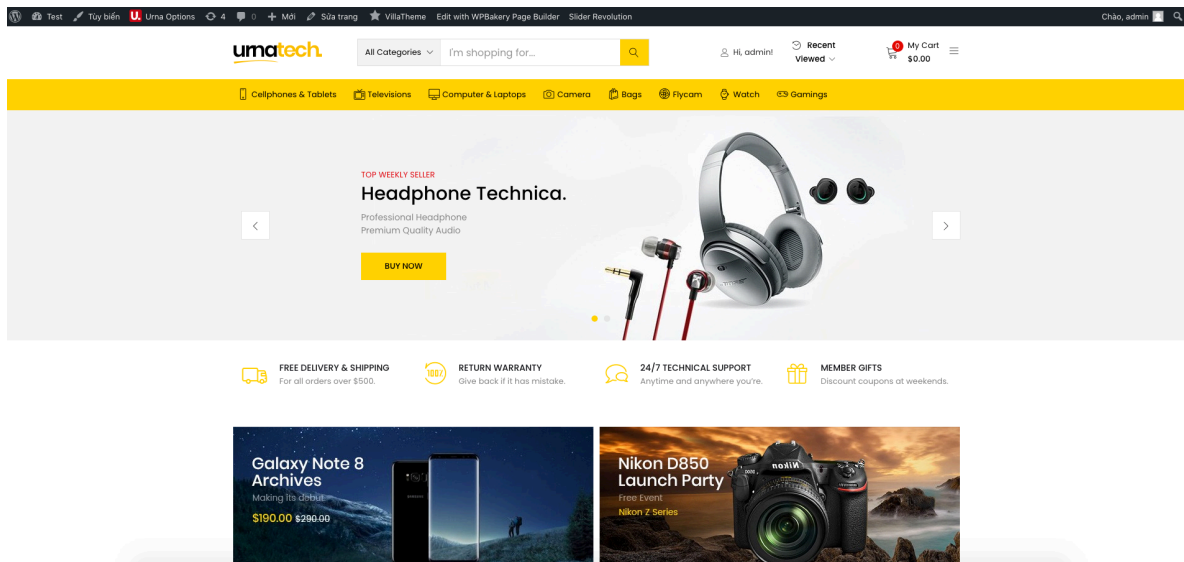 Test Tùy biến U. Urna Options 4 0 + Mới Sửa trang VillaTheme Edit with WPBakery Page Builder Slider Revolution Chào, admin
urnatech.
All Categories I'm shopping for...
Hi, admin!
Recent
Viewed
0 My Cart
$0.00
Cellphones & Tablets Televisions Computer & Laptops Camera Bags Flycam Watch Gamings
TOP WEEKLY SELLER
Headphone Technica.
Professional Headphone
Premium Quality Audio
BUY NOW
FREE DELIVERY & SHIPPING
For all orders over $500.
100%
RETURN WARRANTY
Give back if it has mistake.
24/7 TECHNICAL SUPPORT
Anytime and anywhere you're.
MEMBER GIFTS
Discount coupons at weekends.
Galaxy Note 8
Archives
Making its debut
$190.00 $290.00
Nikon D850
Launch Party
Free Event
Nikon Z Series
Nikon